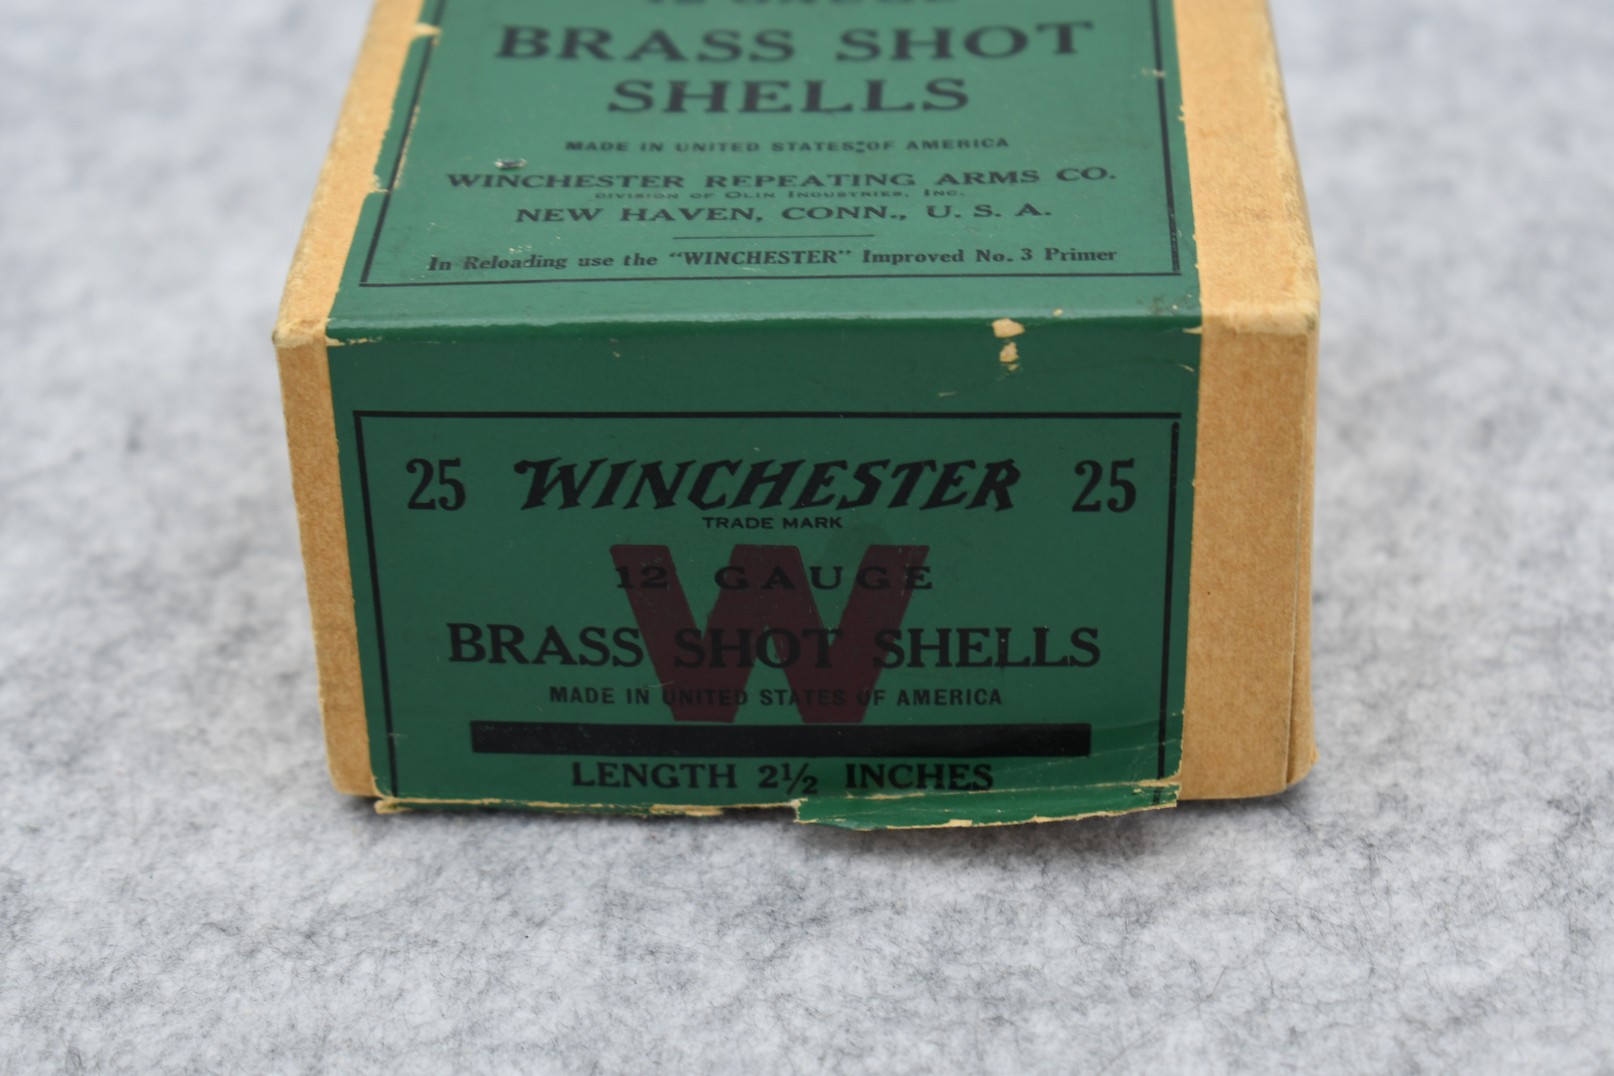 12 GAUGE
BRASS SHOT
SHELLS
MADE IN UNITED STATES OF AMERICA
WINCHESTER REPEATING ARMS CO.
DIVISION OF OLIN INDUSTRIES, INC.
NEW HAVEN, CONN., U. S. A.
In Reloading use the "WINCHESTER" Improved No. 3 Primer
25 WINCHESTER 25
TRADE MARK
W
12 GAUGE
BRASS SHOT SHELLS
MADE IN UNITED STATES OF AMERICA
LENGTH 2½ INCHES